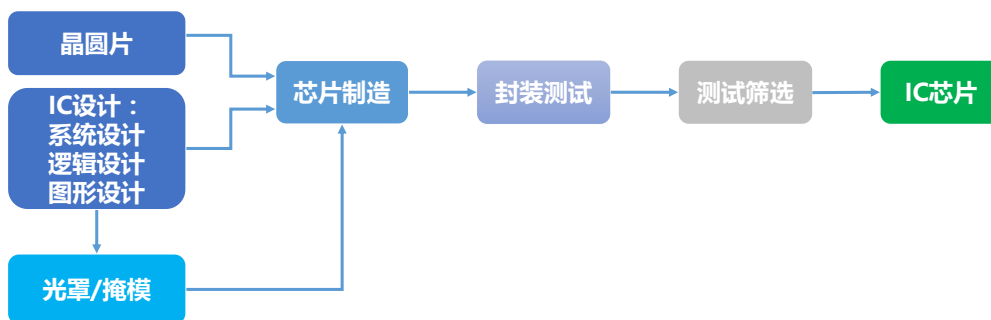 晶圆片
IC设计：
系统设计
逻辑设计
图形设计
光罩/掩模
芯片制造
封装测试
测试筛选
IC芯片